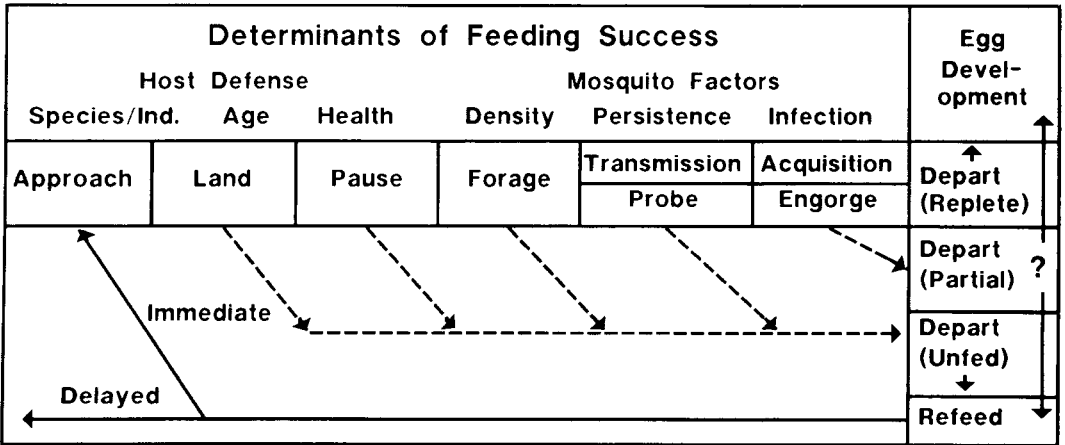 Determinants of Feeding Success
Host Defense Mosquito Factors
Species/Ind. Age Health Density Persistence Infection
Egg
Devel-
opment
Approach Land Pause Forage
Transmission Acquisition
Probe Engorge
Depart
(Replete)
Depart
(Partial) ?
Immediate
Depart
(Unfed)
Delayed
Refeed